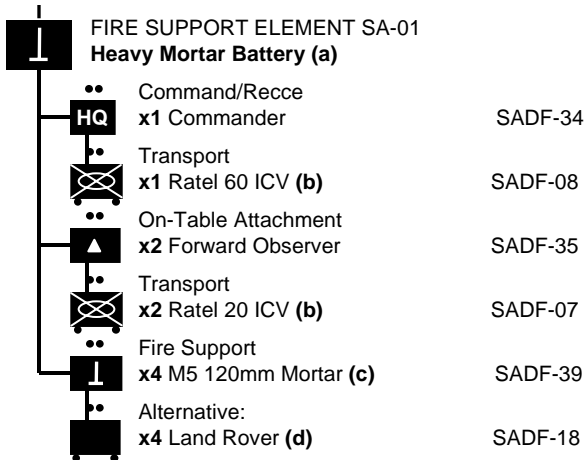 FIRE SUPPORT ELEMENT SA-01
Heavy Mortar Battery (a)
Command/Recce
HQ x1 Commander SADF-34
Transport
x1 Ratel 60 ICV (b) SADF-08
On-Table Attachment
x2 Forward Observer SADF-35
Transport
x2 Ratel 20 ICV (b) SADF-07
Fire Support
x4 M5 120mm Mortar (c) SADF-39
Alternative:
x4 Land Rover (d) SADF-18